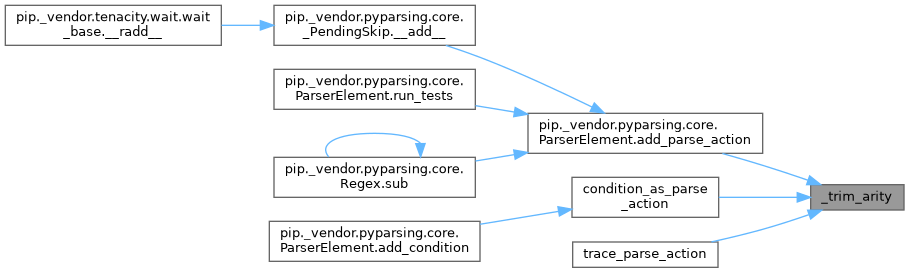 pip._vendor.tenacity.wait.wait
_base.__radd__
pip._vendor.pyparsing.core.
_PendingSkip.__add__
pip._vendor.pyparsing.core.
ParserElement.run_tests
pip._vendor.pyparsing.core.
ParserElement.add_parse_action
pip._vendor.pyparsing.core.
Regex.sub
condition_as_parse
_action
_trim_arity
pip._vendor.pyparsing.core.
ParserElement.add_condition
trace_parse_action